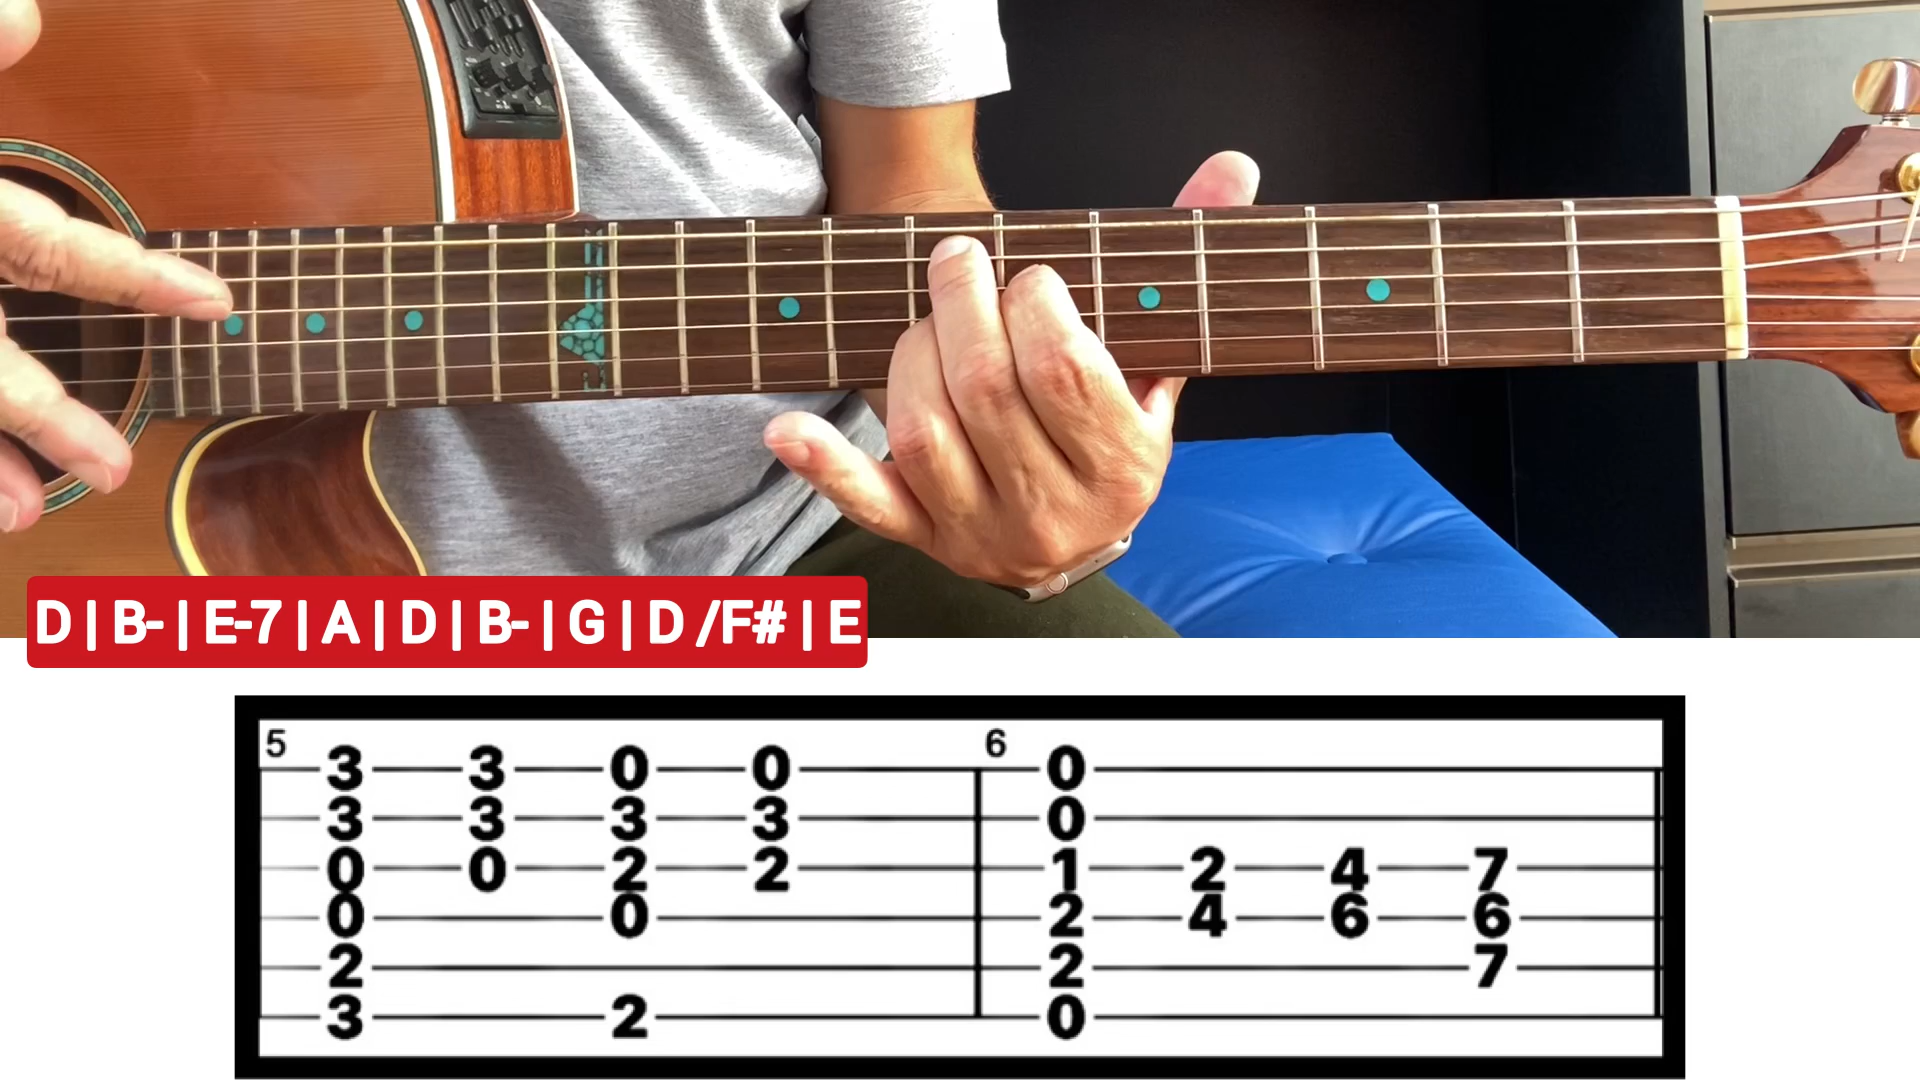 D | B- | E-7 | A | D | B- | G | D /F# | E
5 6
3 3 0 0 0
3 3 3 3 0
0 0 2 2 1 2 4 7
0 0 2 4 6 6
2 2 7
3 2 0